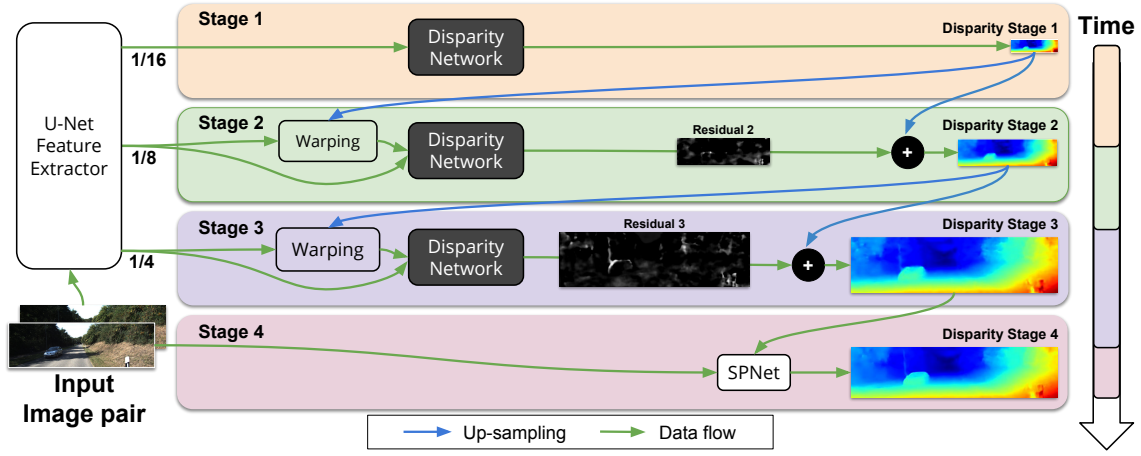 Stage 1
Disparity Stage 1
Time
1/16
Disparity
Network
U-Net
Feature
Extractor
Stage 2
Warping
Disparity
Network
Residual 2
+
Disparity Stage 2
1/8
Stage 3
Warping
Disparity
Network
Residual 3
+
Disparity Stage 3
1/4
Stage 4
SPNet
Disparity Stage 4
Input
Image pair
Up-sampling
Data flow